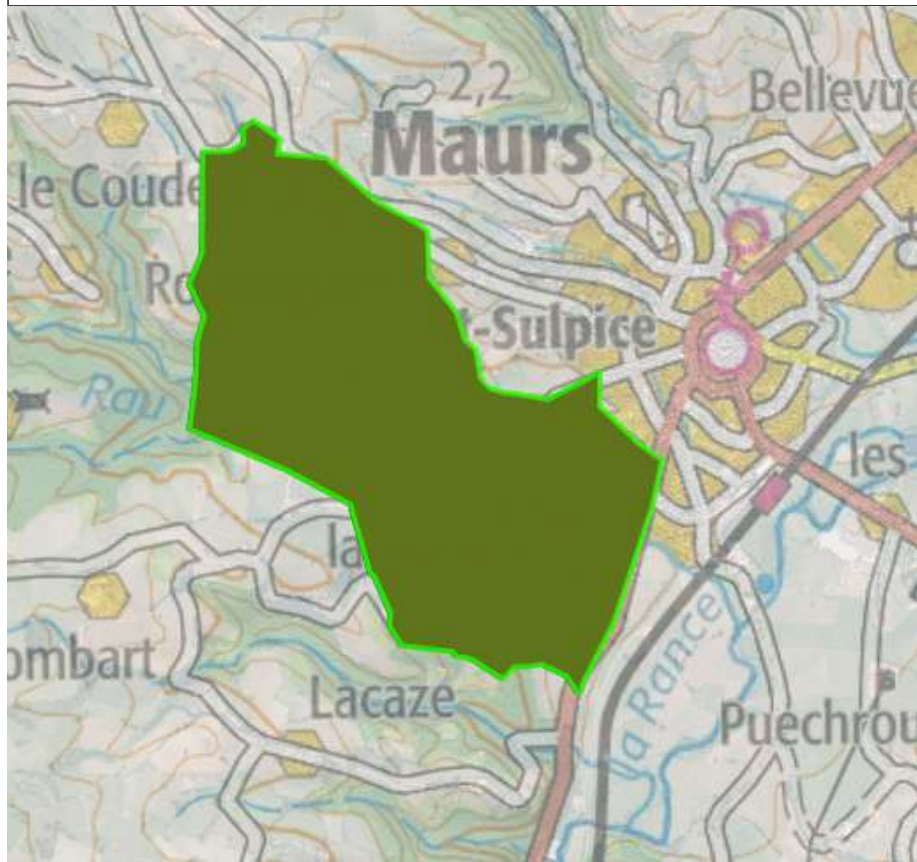 2,2
Bellevue
Maurs
le Coude
Ro
t-Sulpice
Rau
les
la
ombart
la Rance
Lacaze
Puechrou